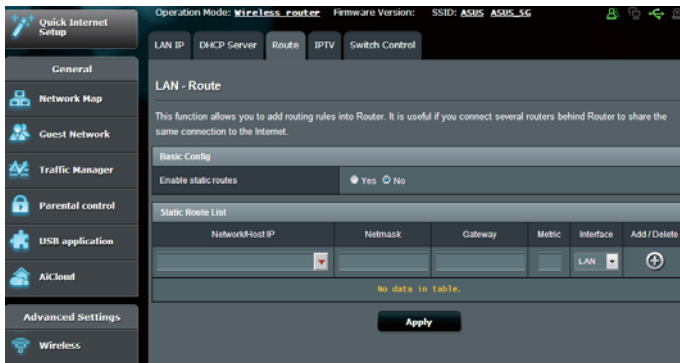 Quick Internet Setup
Operation Mode: Wireless router Firmware Version: SSID: ASUS ASUS_5G
LAN IP DHCP Server Route IPTV Switch Control
General
Network Map
Guest Network
Traffic Manager
Parental control
USB application
AiCloud
Advanced Settings
Wireless
LAN - Route
This function allows you to add routing rules into Router. It is useful if you connect several routers behind Router to share the
same connection to the Internet.
Basic Config
Enable static routes Yes No
Static Route List
Network/Host IP Netmask Gateway Metric Interface Add / Delete
LAN
No data in table.
Apply